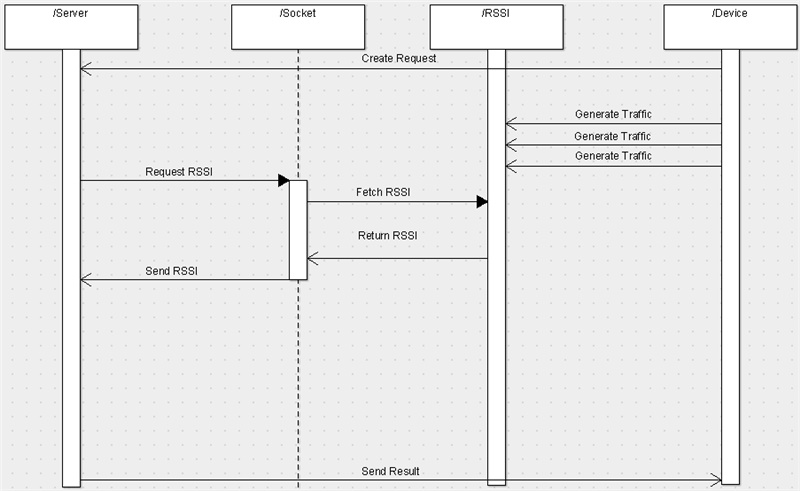 /Server
/Socket
/RSSI
/Device
Create Request
Generate Traffic
Generate Traffic
Generate Traffic
Request RSSI
Fetch RSSI
Return RSSI
Send RSSI
Send Result